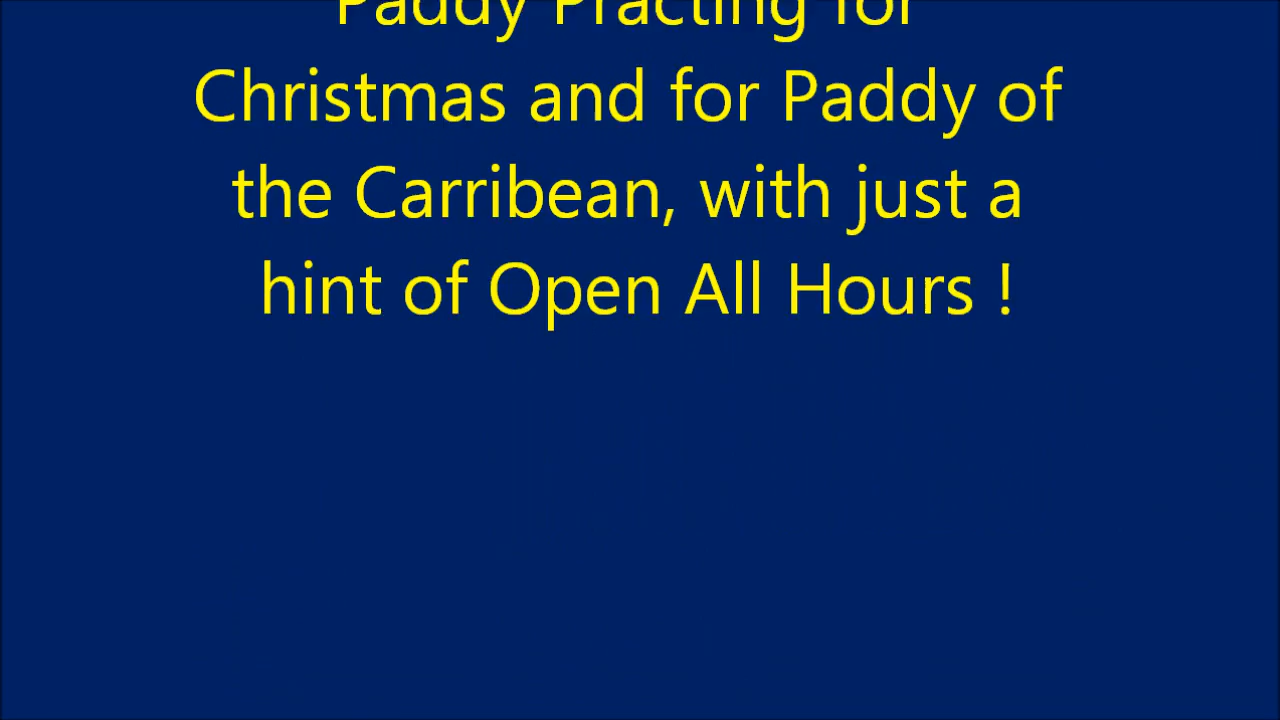 Paddy Practing for
Christmas and for Paddy of
the Carribean, with just a
hint of Open All Hours !